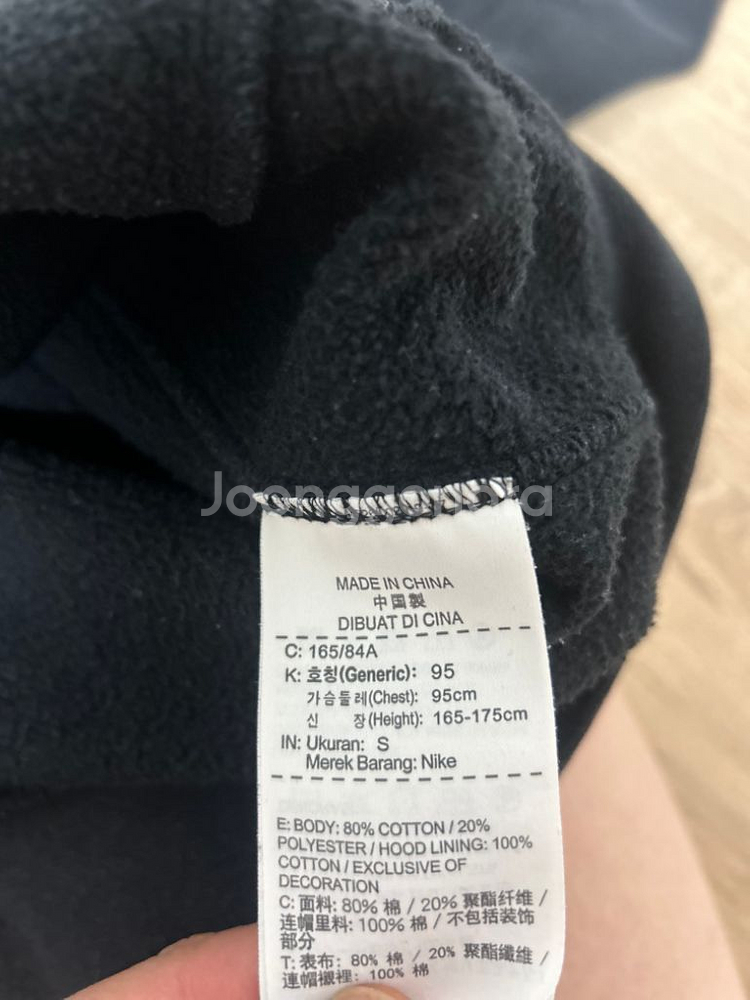 Joonggonara
MADE IN CHINA
中国製
DIBUAT DI CINA
C: 165/84A
K: 호칭(Generic): 95
가슴둘레(Chest): 95cm
신 장(Height): 165-175cm
IN: Ukuran: S
Merek Barang: Nike
E: BODY: 80% COTTON / 20%
POLYESTER / HOOD LINING: 100%
COTTON / EXCLUSIVE OF
DECORATION
C: 面料: 80% 棉 / 20% 聚酯纤维 /
连帽里料: 100% 棉 / 不包括装饰
部分
T: 表布: 80% 棉 / 20% 聚酯纖維 /
連帽襯裡: 100% 棉